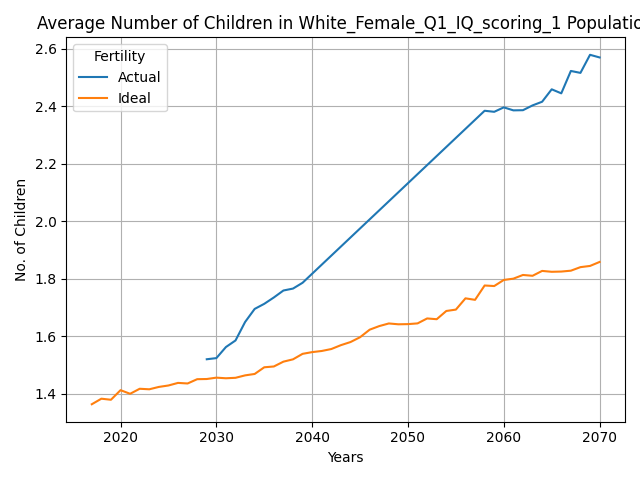 Average Number of Children in White_Female_Q1_IQ_scoring_1 Populatio
2.6
2.4
2.2
2.0
1.8
1.6
1.4
No. of Children
Fertility
Actual
Ideal
2020 2030 2040 2050 2060 2070
Years